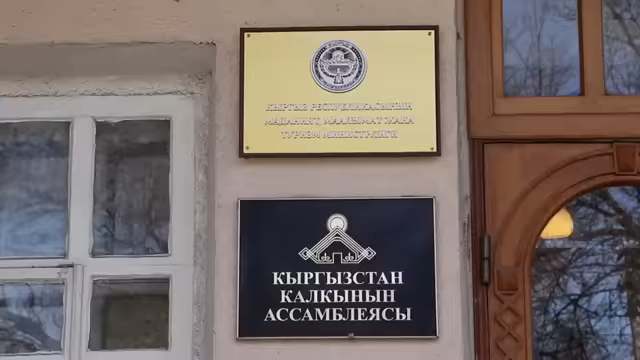 КЫРГЫЗ РЕСПУБЛИКАСЫНЫН
МАДАНИЯТ, МААЛЫМАТ ЖАНА
ТУРИЗМ МИНИСТРЛИГИ
КЫРГЫЗСТАН
КАЛКЫНЫН
АССАМБЛЕЯСЫ